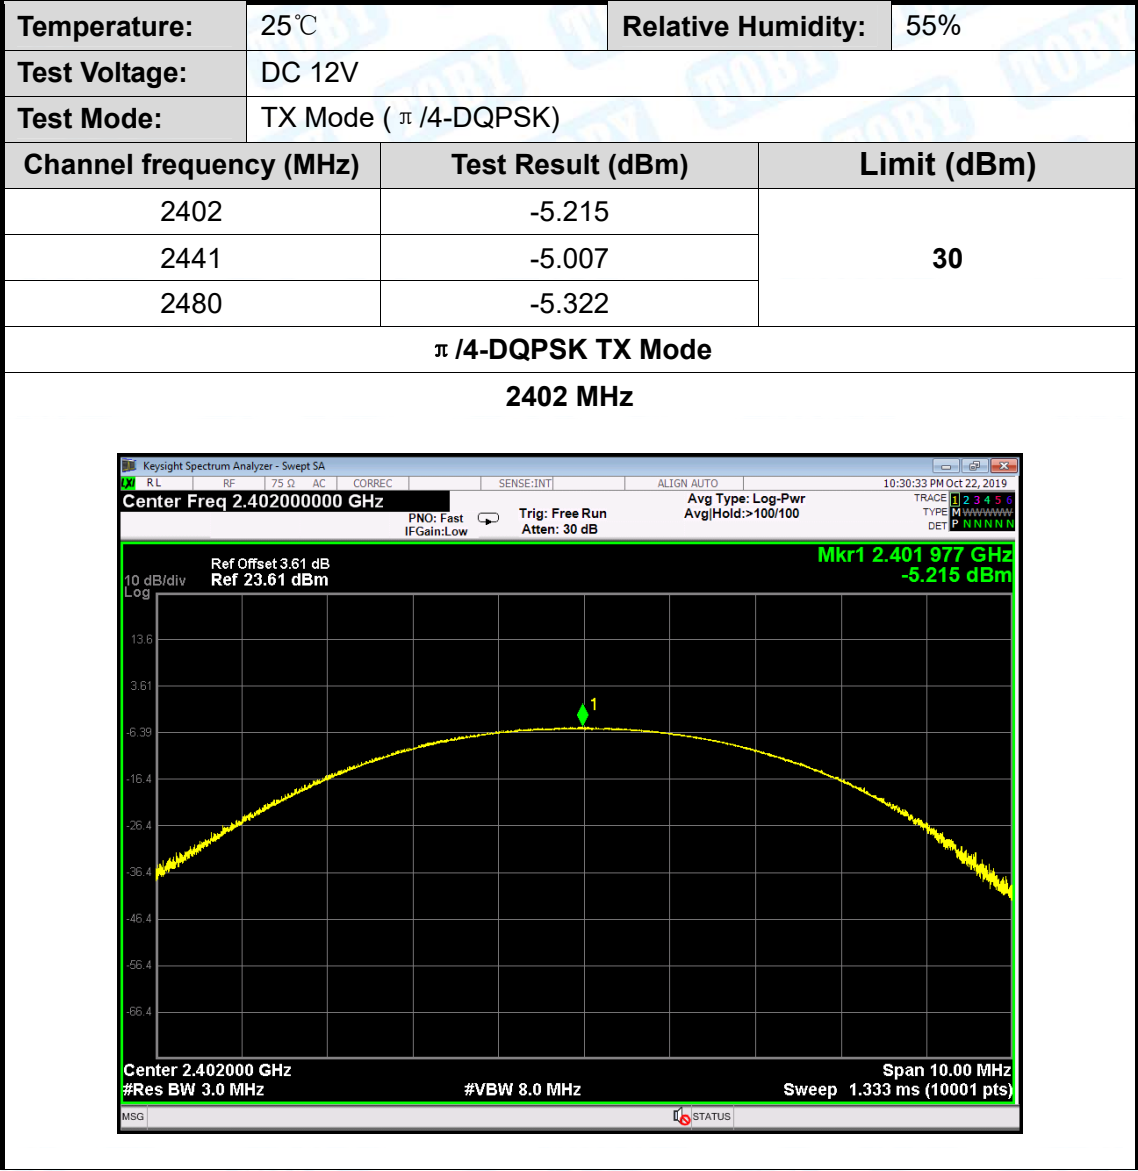 Temperature: 25℃ Relative Humidity: 55%
Test Voltage: DC 12V
Test Mode: TX Mode ( π /4-DQPSK)
Channel frequency (MHz) Test Result (dBm) Limit (dBm)
2402 -5.215
2441 -5.007 30
2480 -5.322
π /4-DQPSK TX Mode
2402 MHz
Keysight Spectrum Analyzer - Swept SA
LXI RL RF 75 Ω AC CORREC SENSE:INT ALIGN AUTO 10:30:33 PM Oct 22, 2019
Center Freq 2.402000000 GHz
PNO: Fast
IFGain:Low
Trig: Free Run
Atten: 30 dB
Avg Type: Log-Pwr
Avg|Hold:>100/100
TRACE 1 2 3 4 5 6
TYPE MWWWWW
DET P N N N N N
Mkr1 2.401 977 GHz
-5.215 dBm
Ref Offset 3.61 dB
10 dB/div Ref 23.61 dBm
Log
1
13.6
3.61
-6.39
-16.4
-26.4
-36.4
-46.4
-56.4
-66.4
Center 2.402000 GHz Span 10.00 MHz
#Res BW 3.0 MHz #VBW 8.0 MHz Sweep 1.333 ms (10001 pts)
MSG STATUS
TOBY